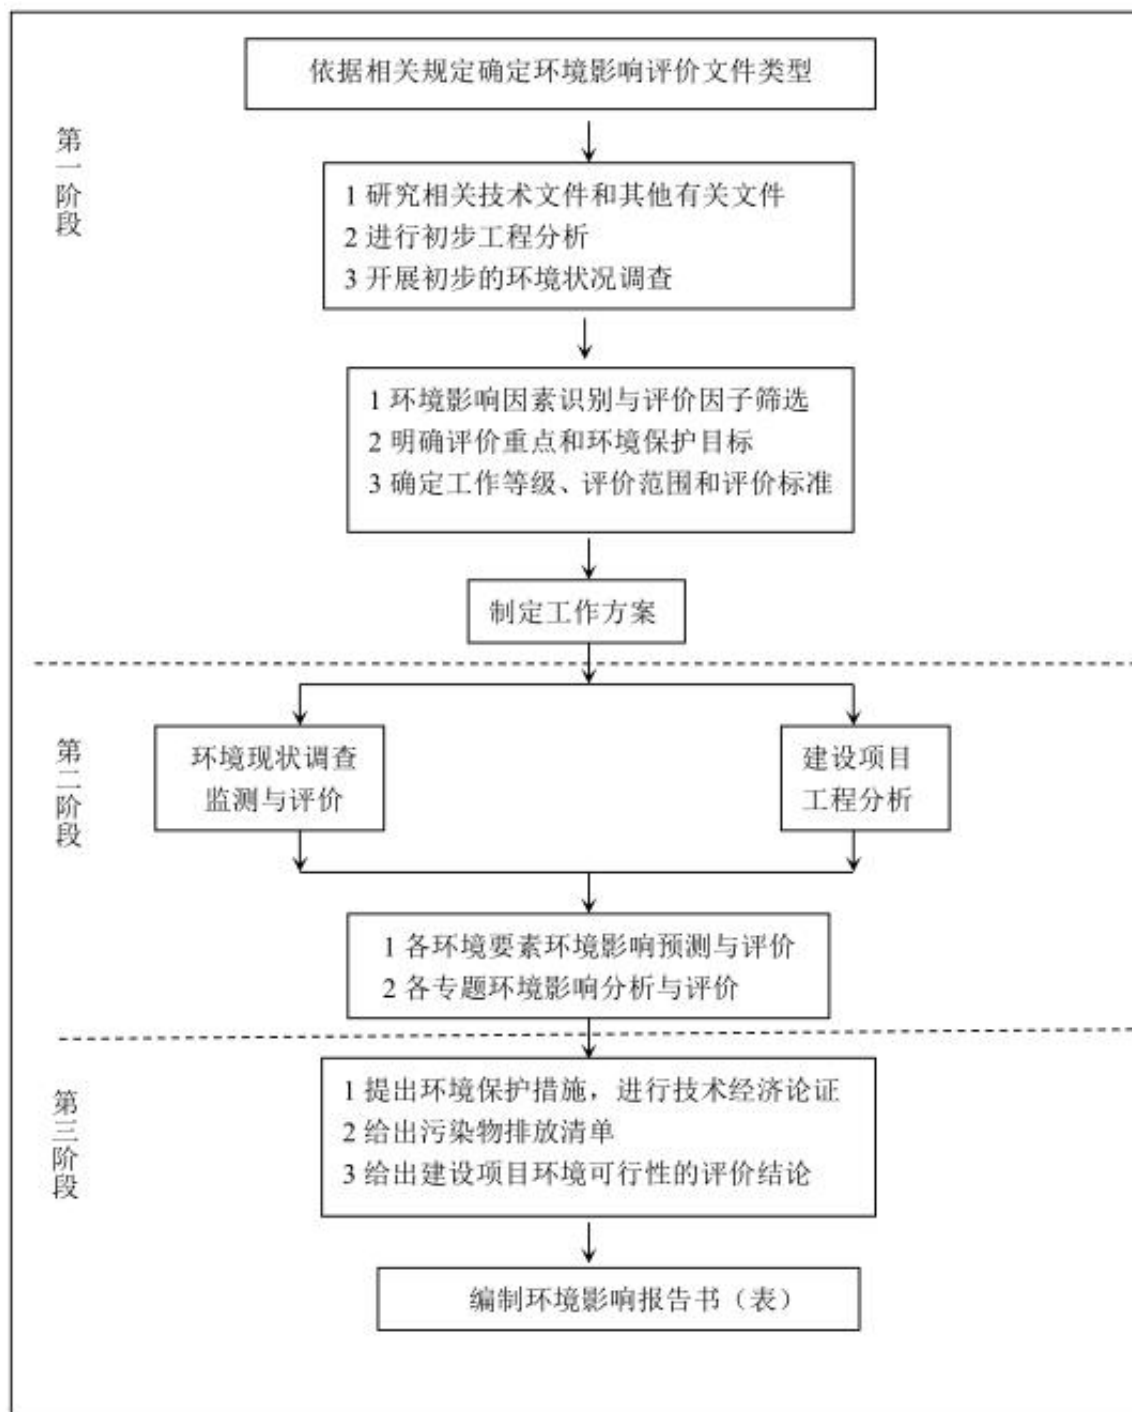 依据相关规定确定环境影响评价文件类型
第一阶段
1 研究相关技术文件和其他有关文件
2 进行初步工程分析
3 开展初步的环境状况调查
1 环境影响因素识别与评价因子筛选
2 明确评价重点和环境保护目标
3 确定工作等级、评价范围和评价标准
制定工作方案
第二阶段
环境现状调查
监测与评价
建设项目
工程分析
1 各环境要素环境影响预测与评价
2 各专题环境影响分析与评价
第三阶段
1 提出环境保护措施，进行技术经济论证
2 给出污染物排放清单
3 给出建设项目环境可行性的评价结论
编制环境影响报告书（表）